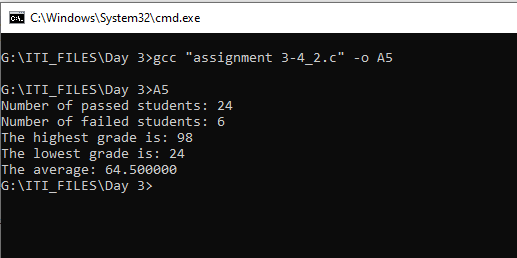 C:\Windows\System32\cmd.exe
G:\ITI_FILES\Day 3>gcc "assignment 3-4_2.c" -o A5
G:\ITI_FILES\Day 3>A5
Number of passed students: 24
Number of failed students: 6
The highest grade is: 98
The lowest grade is: 24
The average: 64.500000
G:\ITI_FILES\Day 3>